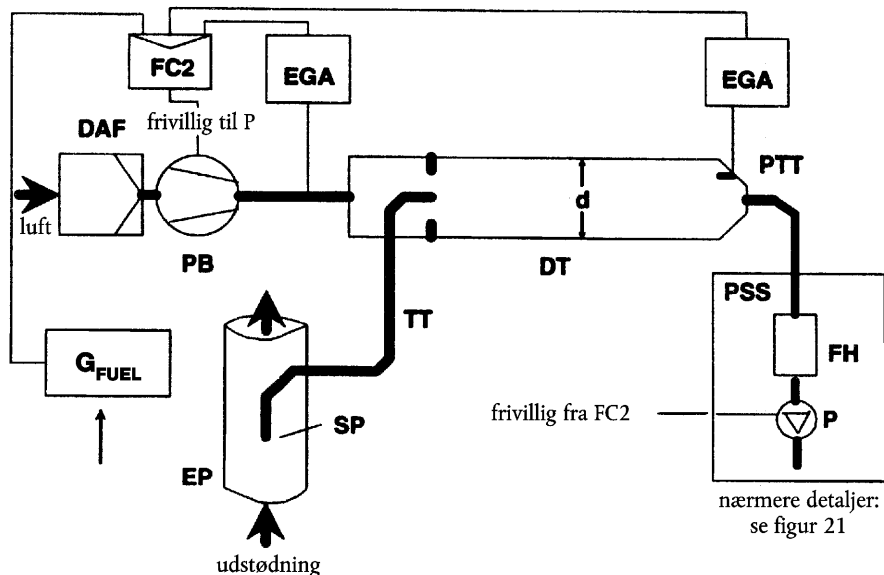 FC2
EGA
EGA
frivillig til P
DAF
luft
PB
d
DT
PTT
TT
PSS
FH
G FUEL
frivillig fra FC2
P
SP
EP
udstødning
nærmere detaljer:
se figur 21